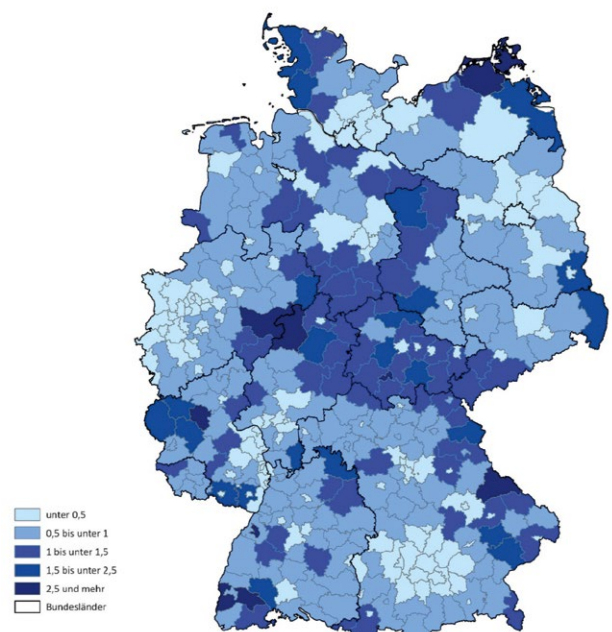 unter 0,5
0,5 bis unter 1
1 bis unter 1,5
1,5 bis unter 2,5
2,5 und mehr
Bundesländer